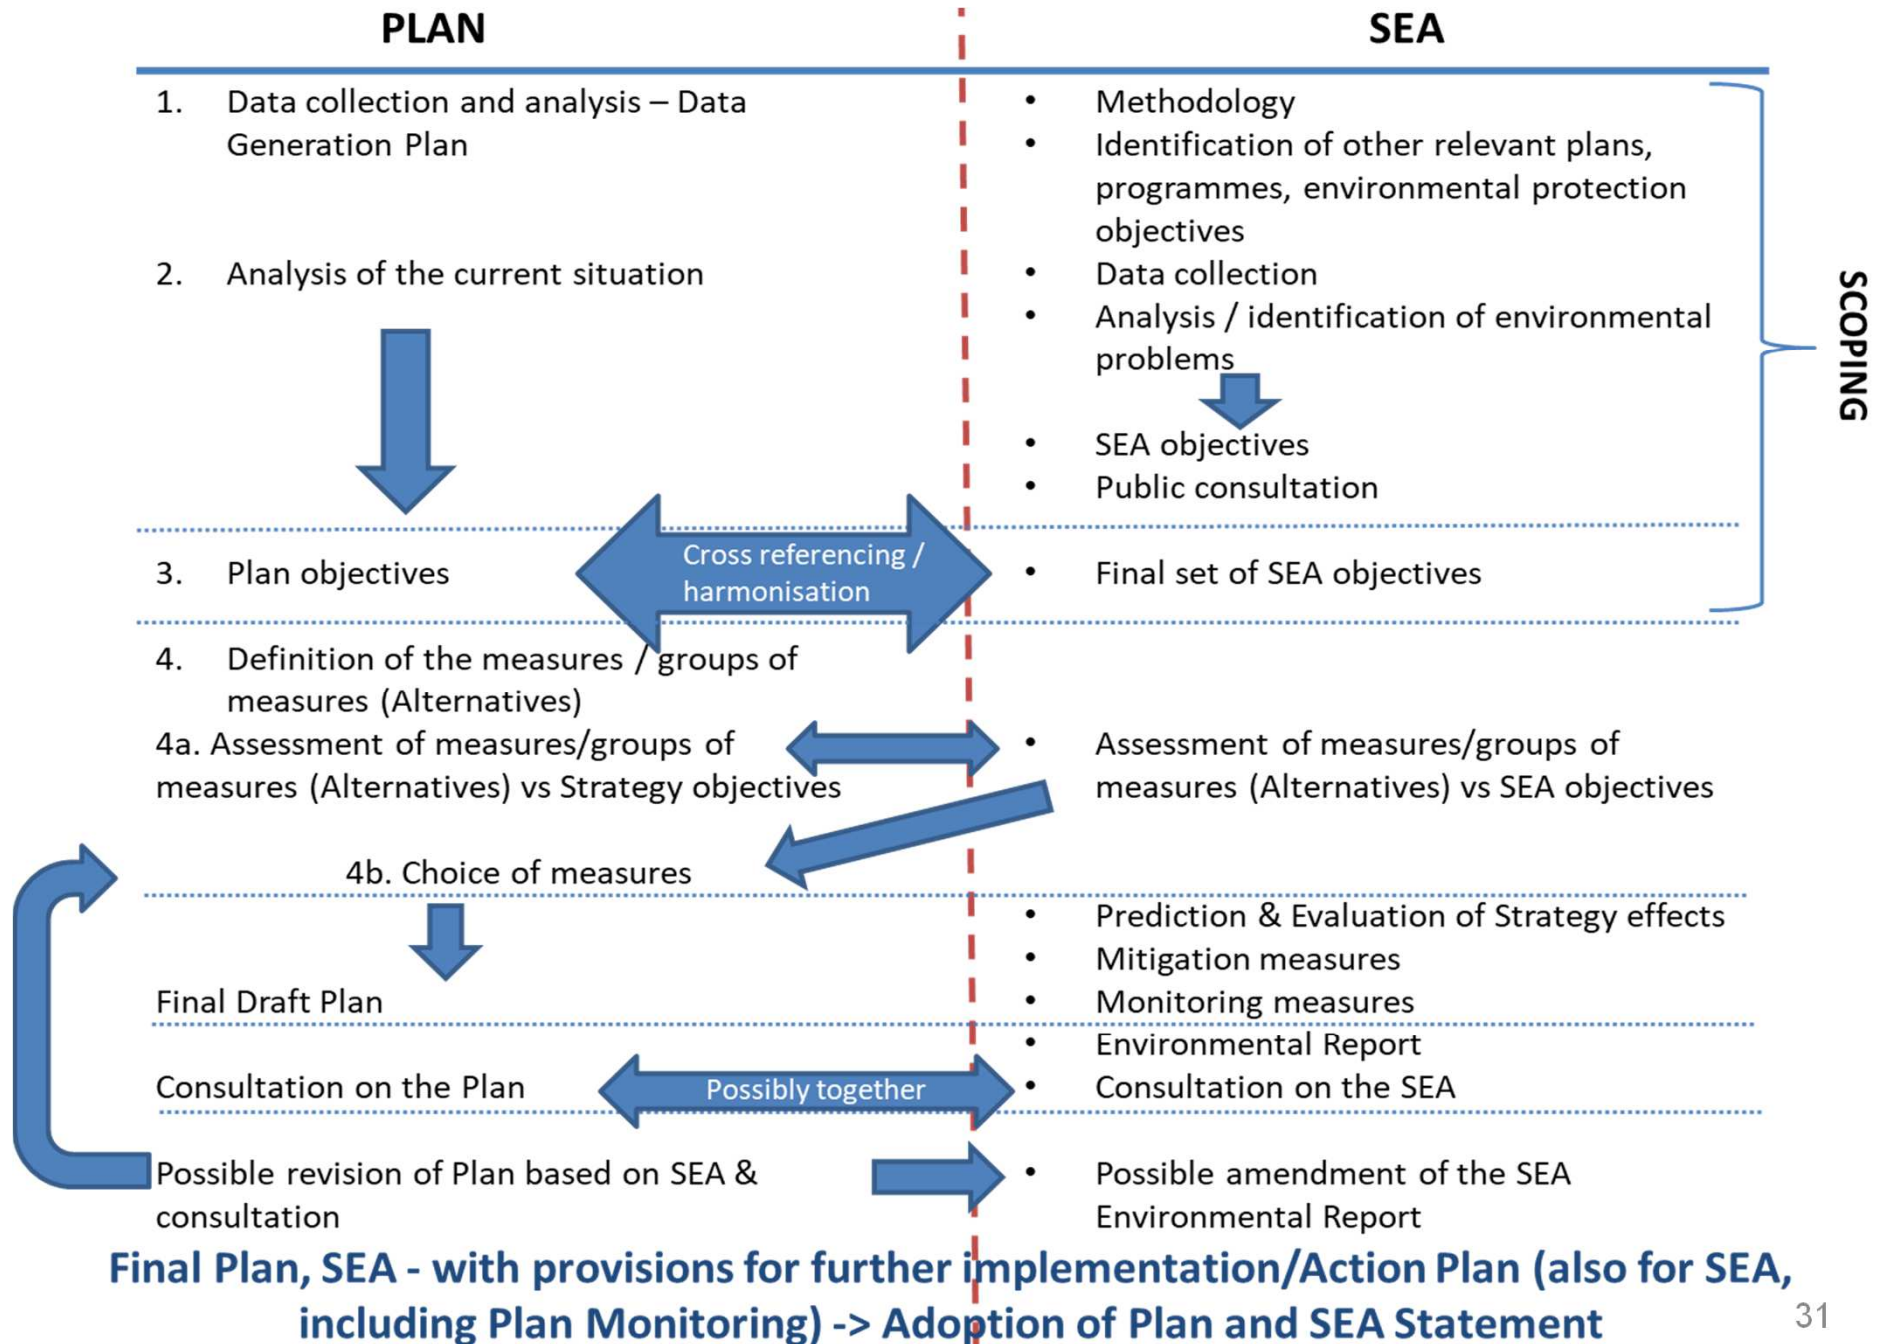 PLAN
SEA
1. Data collection and analysis – Data
Generation Plan
• Methodology
• Identification of other relevant plans,
programmes, environmental protection
objectives
2. Analysis of the current situation
• Data collection
• Analysis / identification of environmental
problems
• SEA objectives
• Public consultation
SCOPING
3. Plan objectives
Cross referencing /
harmonisation
• Final set of SEA objectives
4. Definition of the measures / groups of
measures (Alternatives)
4a. Assessment of measures/groups of
measures (Alternatives) vs Strategy objectives
• Assessment of measures/groups of
measures (Alternatives) vs SEA objectives
4b. Choice of measures
• Prediction & Evaluation of Strategy effects
• Mitigation measures
• Monitoring measures
Final Draft Plan
• Environmental Report
Consultation on the Plan
Possibly together
• Consultation on the SEA
Possible revision of Plan based on SEA &
consultation
• Possible amendment of the SEA
Environmental Report
Final Plan, SEA - with provisions for further implementation/Action Plan (also for SEA,
including Plan Monitoring) -> Adoption of Plan and SEA Statement
31